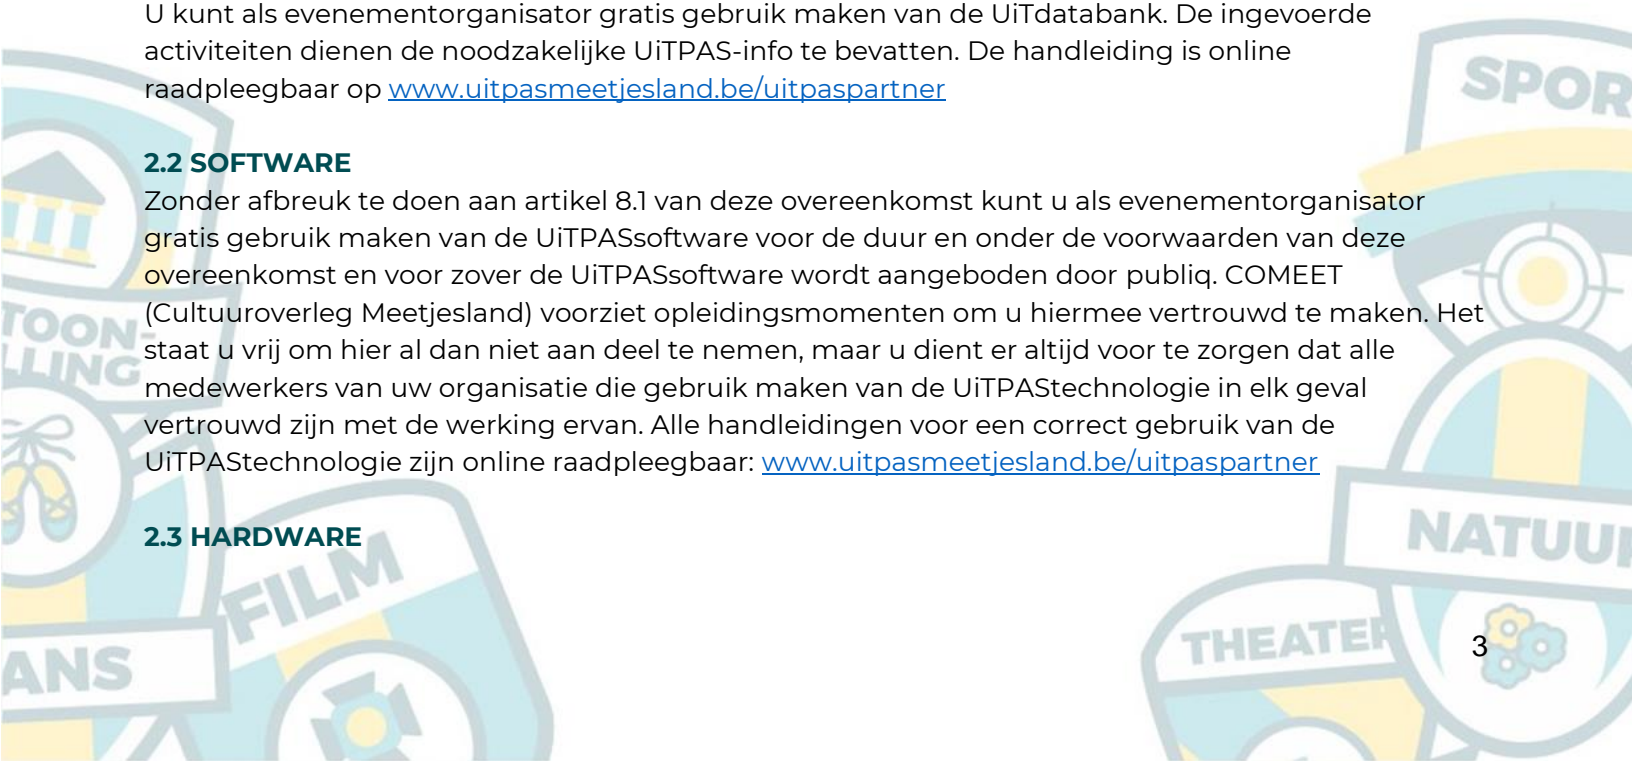 U kunt als evenementorganisator gratis gebruik maken van de UiTdatabank. De ingevoerde
activiteiten dienen de noodzakelijke UiTPAS-info te bevatten. De handleiding is online
raadpleegbaar op www.uitpasmeetjesland.be/uitpaspartner
SPOR
2.2 SOFTWARE
Zonder afbreuk te doen aan artikel 8.1 van deze overeenkomst kunt u als evenementorganisator
gratis gebruik maken van de UiTPASsoftware voor de duur en onder de voorwaarden van deze
overeenkomst en voor zover de UiTPASsoftware wordt aangeboden door publiq. COMEET
(Cultuuroverleg Meetjesland) voorziet opleidingsmomenten om u hiermee vertrouwd te maken. Het
staat u vrij om hier al dan niet aan deel te nemen, maar u dient er altijd voor te zorgen dat alle
medewerkers van uw organisatie die gebruik maken van de UiTPAStechnologie in elk geval
vertrouwd zijn met de werking ervan. Alle handleidingen voor een correct gebruik van de
UiTPAStechnologie zijn online raadpleegbaar: www.uitpasmeetjesland.be/uitpaspartner
TOON-
LLING
2.3 HARDWARE
NATUUR
FILM
THEATER
ANS
3